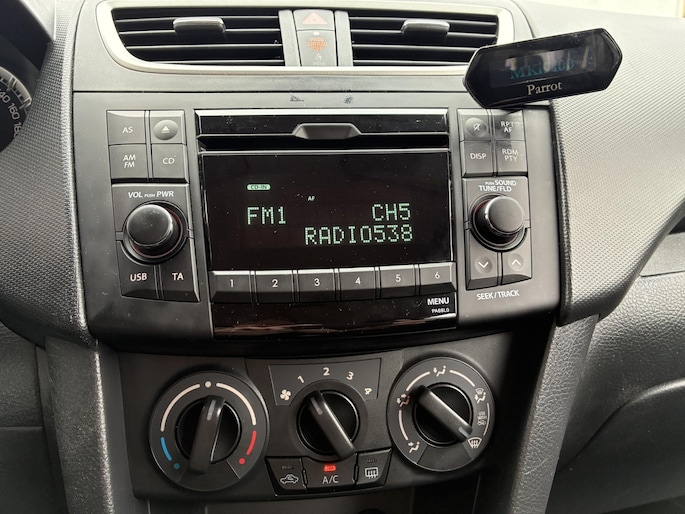 Parrot
AS
RPT
AF
AM
FM
CD
DISP
RDM
PTY
CD-IN
AF
FM1 CH5
RADIO538
VOL PUSH PWR
PUSH SOUND
TUNE/FLD
USB
TA
1 2 3 4 5 6
MENU
SEEK/TRACK
1 2 3 4
A/C